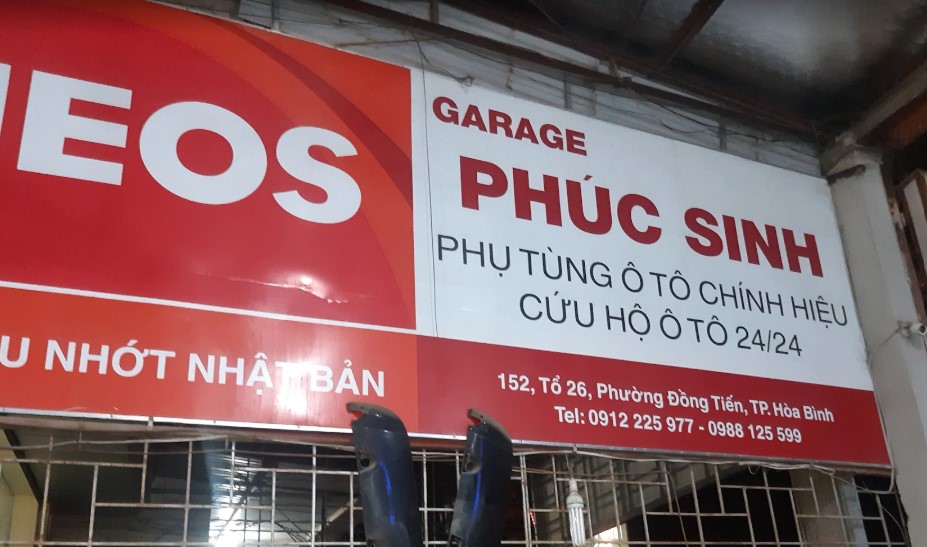 EOS
U NHỚT NHẬT BẢN
GARAGE
PHÚC SINH
PHỤ TÙNG Ô TÔ CHÍNH HIỆU
CỨU HỘ Ô TÔ 24/24
152, Tổ 26, Phường Đồng Tiến, TP. Hòa Bình
Tel: 0912 225 977 - 0988 125 599